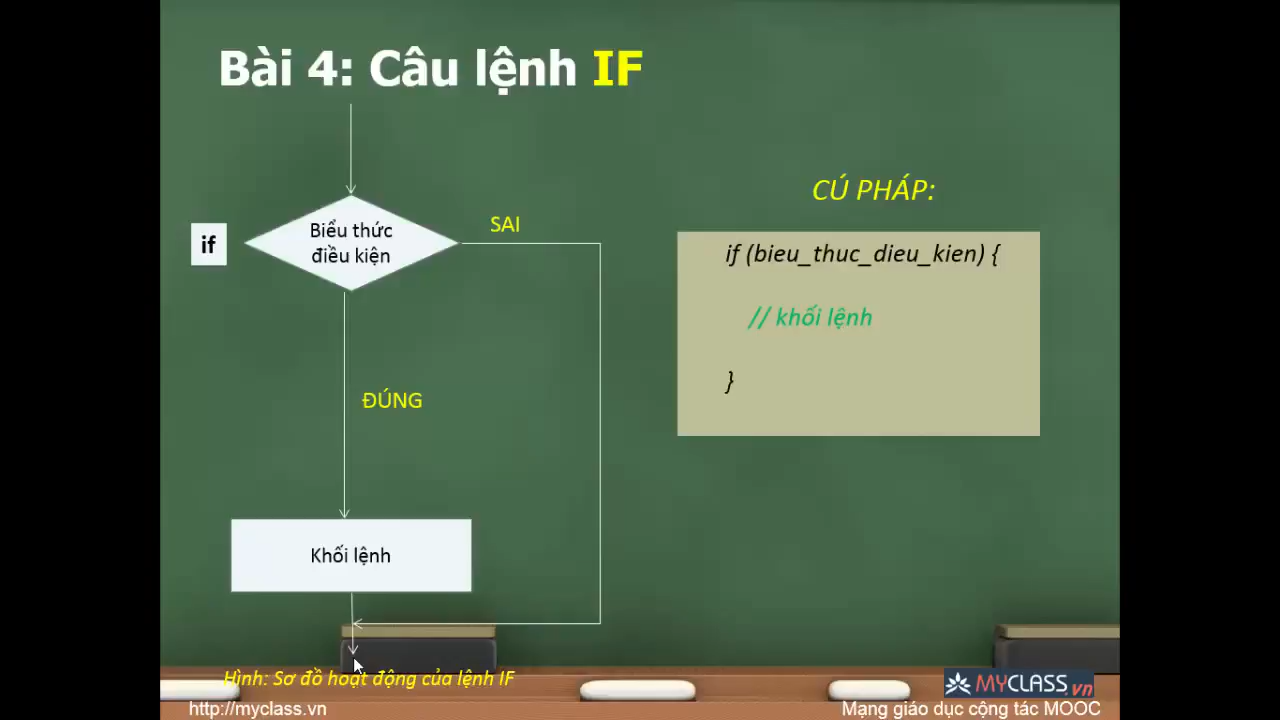 Bài 4: Câu lệnh IF
if
Biểu thức
điều kiện
SAI
ĐÚNG
Khối lệnh
Hình: Sơ đồ hoạt động của lệnh IF
CÚ PHÁP:
if (bieu_thuc_dieu_kien) {
// khối lệnh
}
MYCLASS.vn
http://myclass.vn
Mạng giáo dục cộng tác MOOC